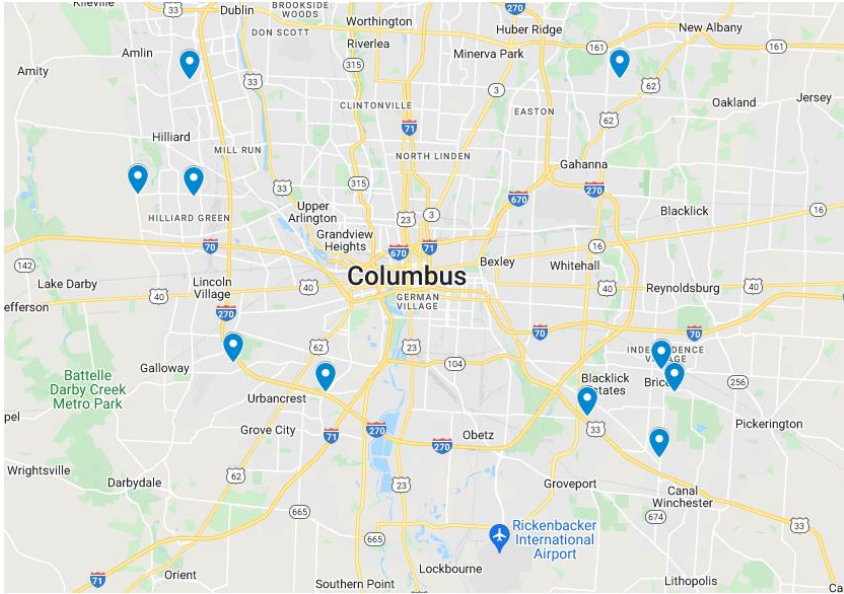 Kileville
33
Dublin
BROOKSIDE
WOODS
Worthington
270
Huber Ridge
New Albany
Amlin
DON SCOTT
Riverlea
315
Minerva Park
161
161
Amity
33
3
62
CLINTONVILLE
Oakland
Jersey
EASTON
62
Hilliard
71
MILL RUN
NORTH LINDEN
Gahanna
33
315
270
670
Upper
Arlington
23
3
Blacklick
HILLIARD GREEN
16
Grandview
Heights
70
670
71
16
142
Bexley
Whitehall
Columbus
Lake Darby
Lincoln
Village
40
40
GERMAN
VILLAGE
40
Reynoldsburg
40
efferson
270
70
70
62
23
INDEPENDENCE
VILLAGE
Galloway
104
Battelle
Darby Creek
Metro Park
Blacklick
Estates
Brice
256
Urbancrest
pel
Grove City
71
270
270
Obetz
33
Pickerington
Wrightsville
62
23
Groveport
Darbydale
Canal
Winchester
665
674
33
665
Rickenbacker
International
Airport
71
Orient
Lockbourne
Southern Point
Lithopolis
Ca